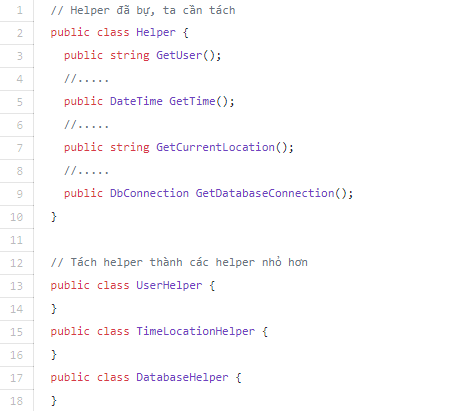 1 // Helper đã bự, ta cần tách
2 public class Helper {
3 public string GetUser();
4 //.....
5 public DateTime GetTime();
6 //.....
7 public string GetCurrentLocation();
8 //.....
9 public DbConnection GetDatabaseConnection();
10 }
11
12 // Tách helper thành các helper nhỏ hơn
13 public class UserHelper {
14 }
15 public class TimeLocationHelper {
16 }
17 public class DatabaseHelper {
18 }